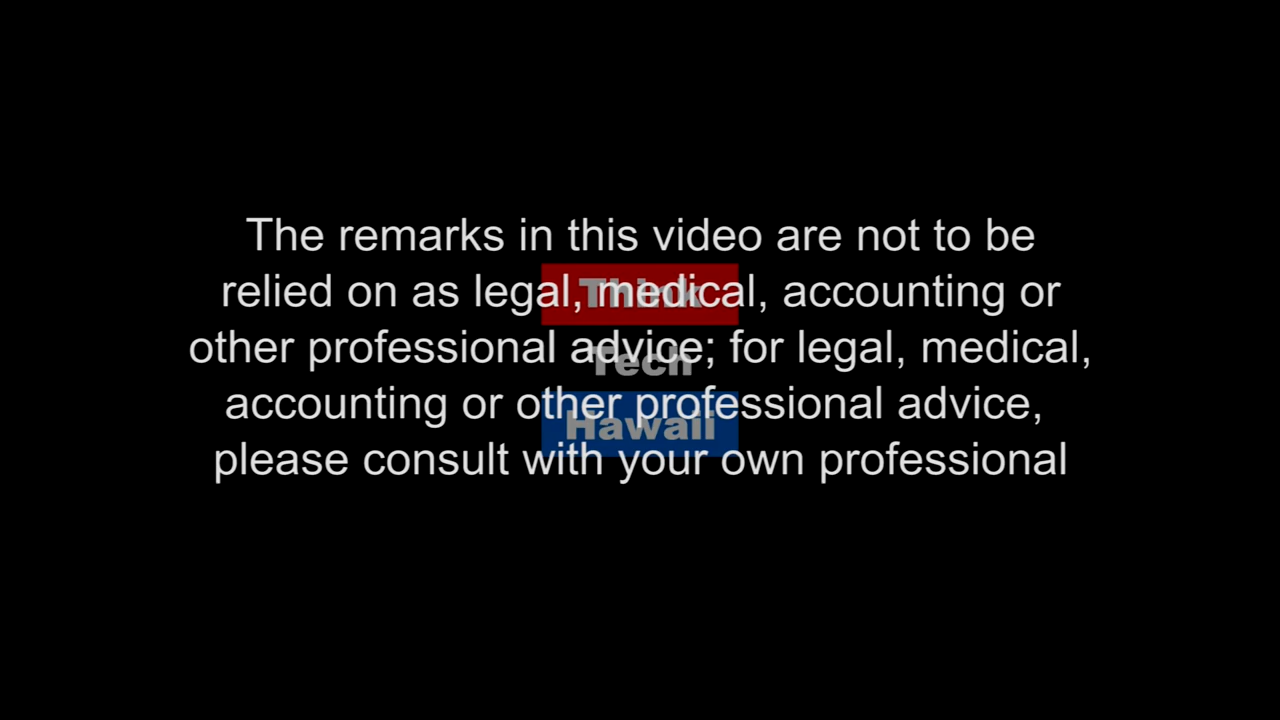 The remarks in this video are not to be
relied on as legal, medical, accounting or
other professional advice; for legal, medical,
accounting or other professional advice,
please consult with your own professional
Think
Tech
Hawaii